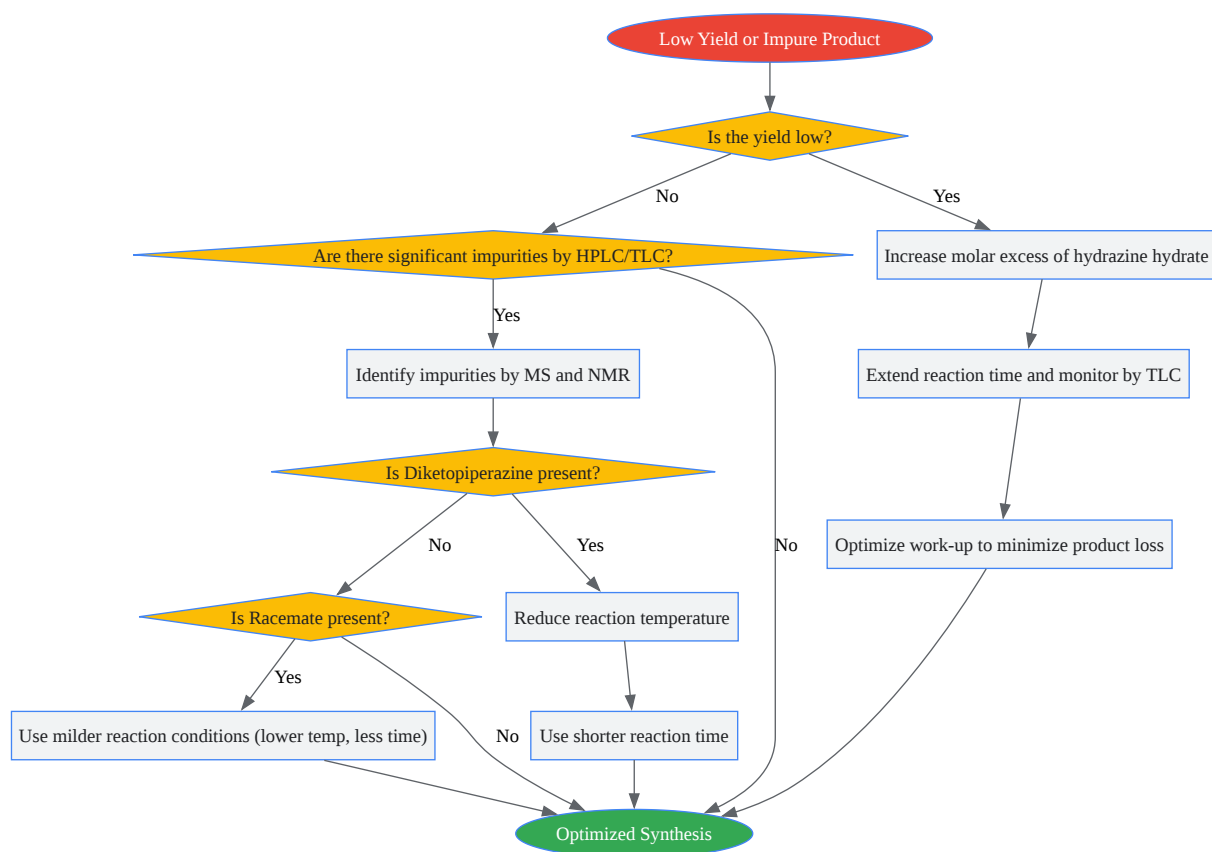 Low Yield or Impure Product
Is the yield low?
No
Yes
Are there significant impurities by HPLC/TLC?
Increase molar excess of hydrazine hydrate
Yes
Identify impurities by MS and NMR
Extend reaction time and monitor by TLC
Is Diketopiperazine present?
No
Yes
No
Optimize work-up to minimize product loss
Is Racemate present?
Reduce reaction temperature
Yes
Use milder reaction conditions (lower temp, less time)
No
Use shorter reaction time
Optimized Synthesis